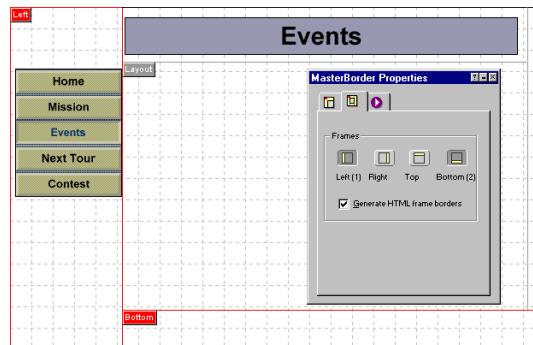 Left
Events
Layout
Home
Mission
Events
Next Tour
Contest
MasterBorder Properties
Frames
Left (1) Right Top Bottom (2)
Generate HTML frame borders
Bottom